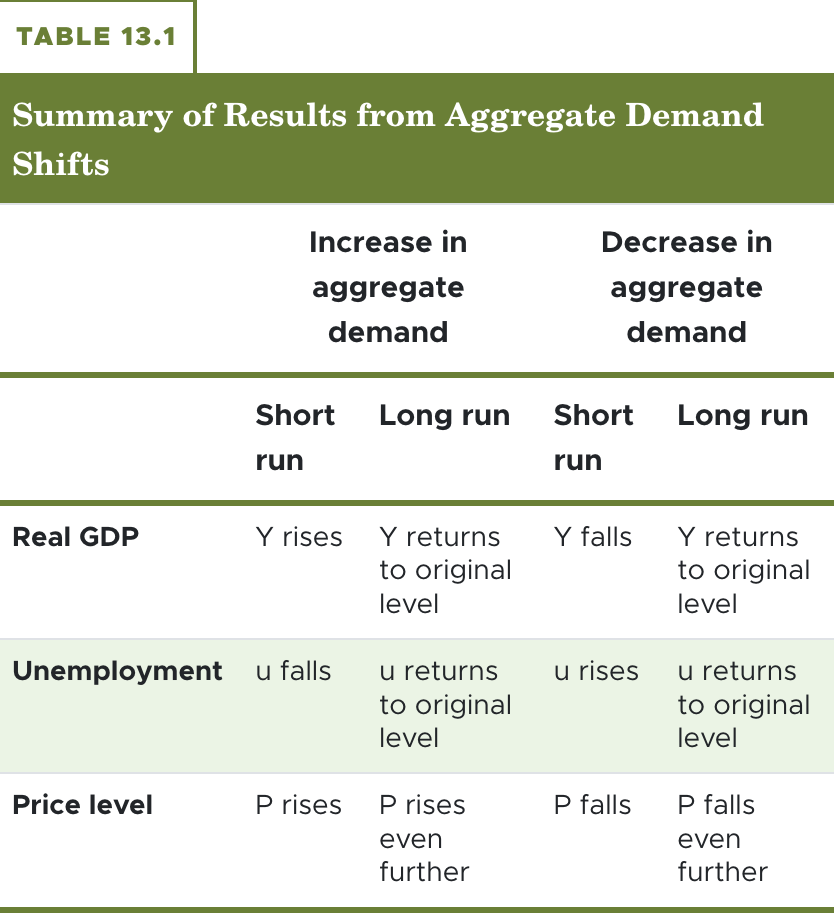 TABLE 13.1
Summary of Results from Aggregate Demand
Shifts
Increase in
aggregate
demand
Decrease in
aggregate
demand
Short
run
Long run
Short
run
Long run
Real GDP
Y rises
Y returns
to original
level
Y falls
Y returns
to original
level
Unemployment
u falls
u returns
to original
level
u rises
u returns
to original
level
Price level
P rises
P rises
even
further
P falls
P falls
even
further